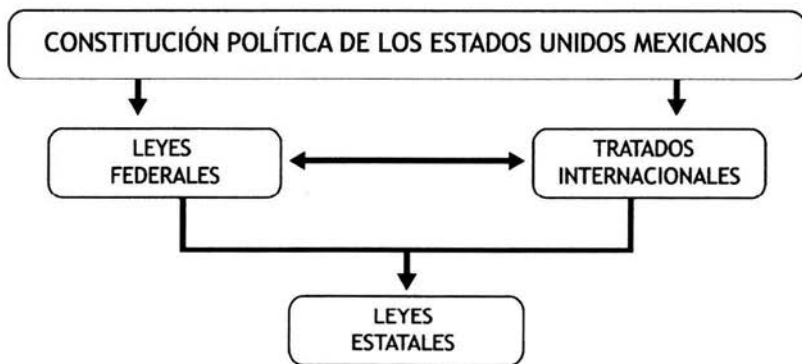 CONSTITUCIÓN POLÍTICA DE LOS ESTADOS UNIDOS MEXICANOS
LEYES
FEDERALES
TRATADOS
INTERNACIONALES
LEYES
ESTATALES